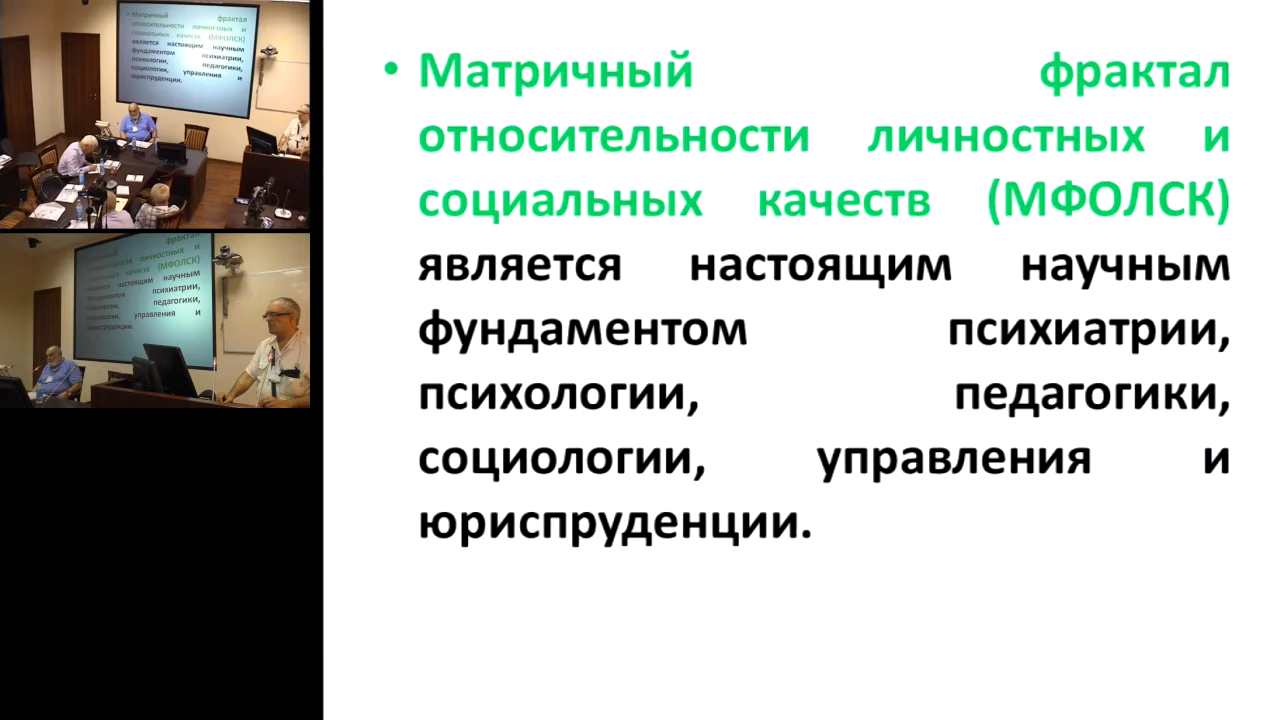 • Матричный фрактал
относительности личностных и
социальных качеств (МФОЛСК)
является настоящим научным
фундаментом психиатрии,
психологии, педагогики,
социологии, управления и
юриспруденции.